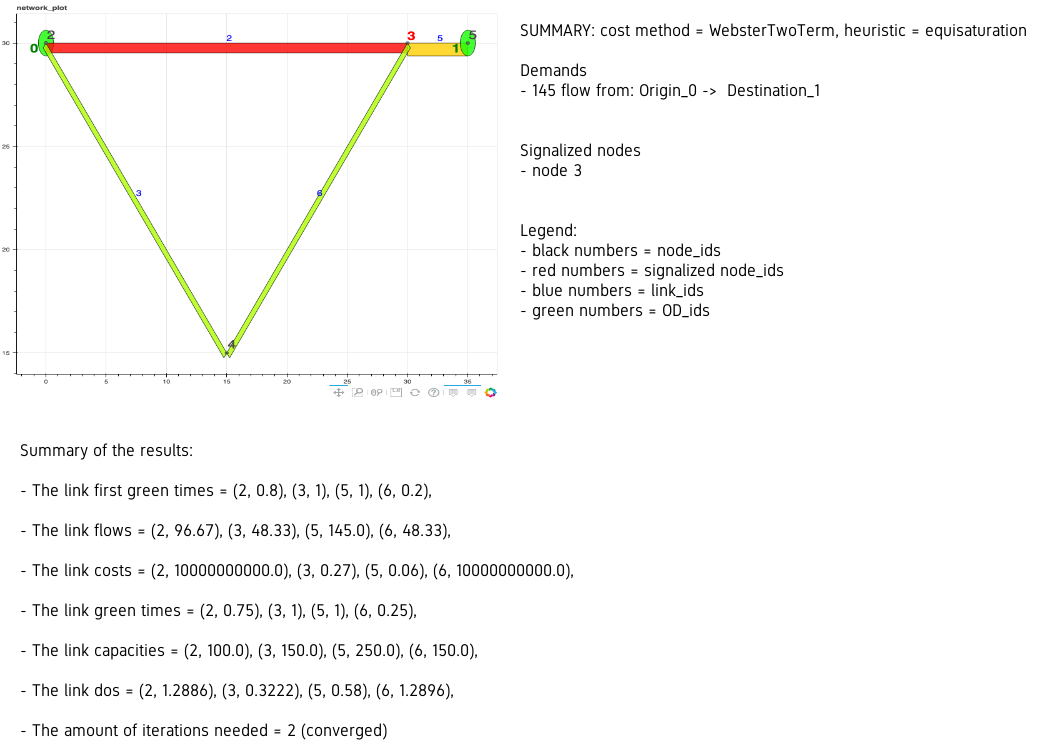 network_plot
SUMMARY: cost method = WebsterTwoTerm, heuristic = equisaturation
Demands
- 145 flow from: Origin_0 -> Destination_1
Signalized nodes
- node 3
Legend:
- black numbers = node_ids
- red numbers = signalized node_ids
- blue numbers = link_ids
- green numbers = OD_ids
30
25
20
15
0
5
10
15
20
25
30
35
0
2
2
3
5
1
5
3
6
4
Summary of the results:
- The link first green times = (2, 0.8), (3, 1), (5, 1), (6, 0.2),
- The link flows = (2, 96.67), (3, 48.33), (5, 145.0), (6, 48.33),
- The link costs = (2, 10000000000.0), (3, 0.27), (5, 0.06), (6, 10000000000.0),
- The link green times = (2, 0.75), (3, 1), (5, 1), (6, 0.25),
- The link capacities = (2, 100.0), (3, 150.0), (5, 250.0), (6, 150.0),
- The link dos = (2, 1.2886), (3, 0.3222), (5, 0.58), (6, 1.2896),
- The amount of iterations needed = 2 (converged)